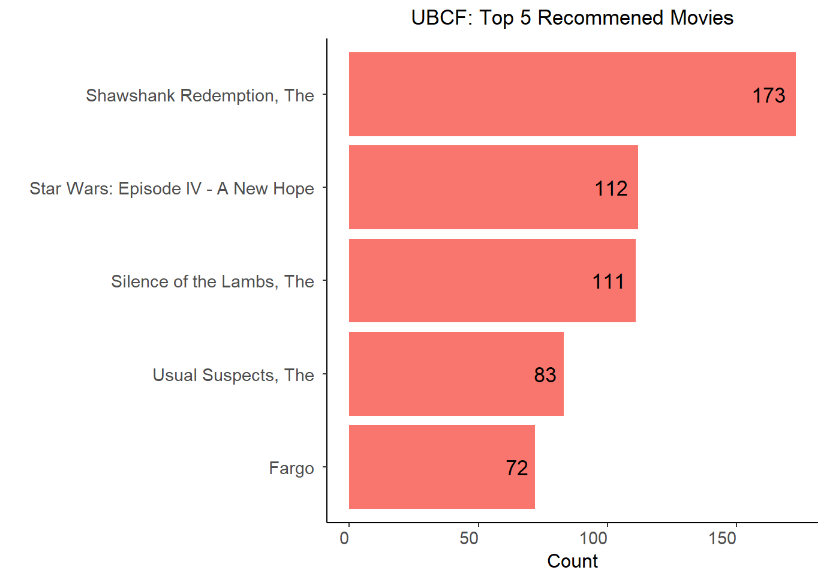 UBCF: Top 5 Recommened Movies
Shawshank Redemption, The
173
Star Wars: Episode IV - A New Hope
112
Silence of the Lambs, The
111
Usual Suspects, The
83
Fargo
72
0
50
100
150
Count